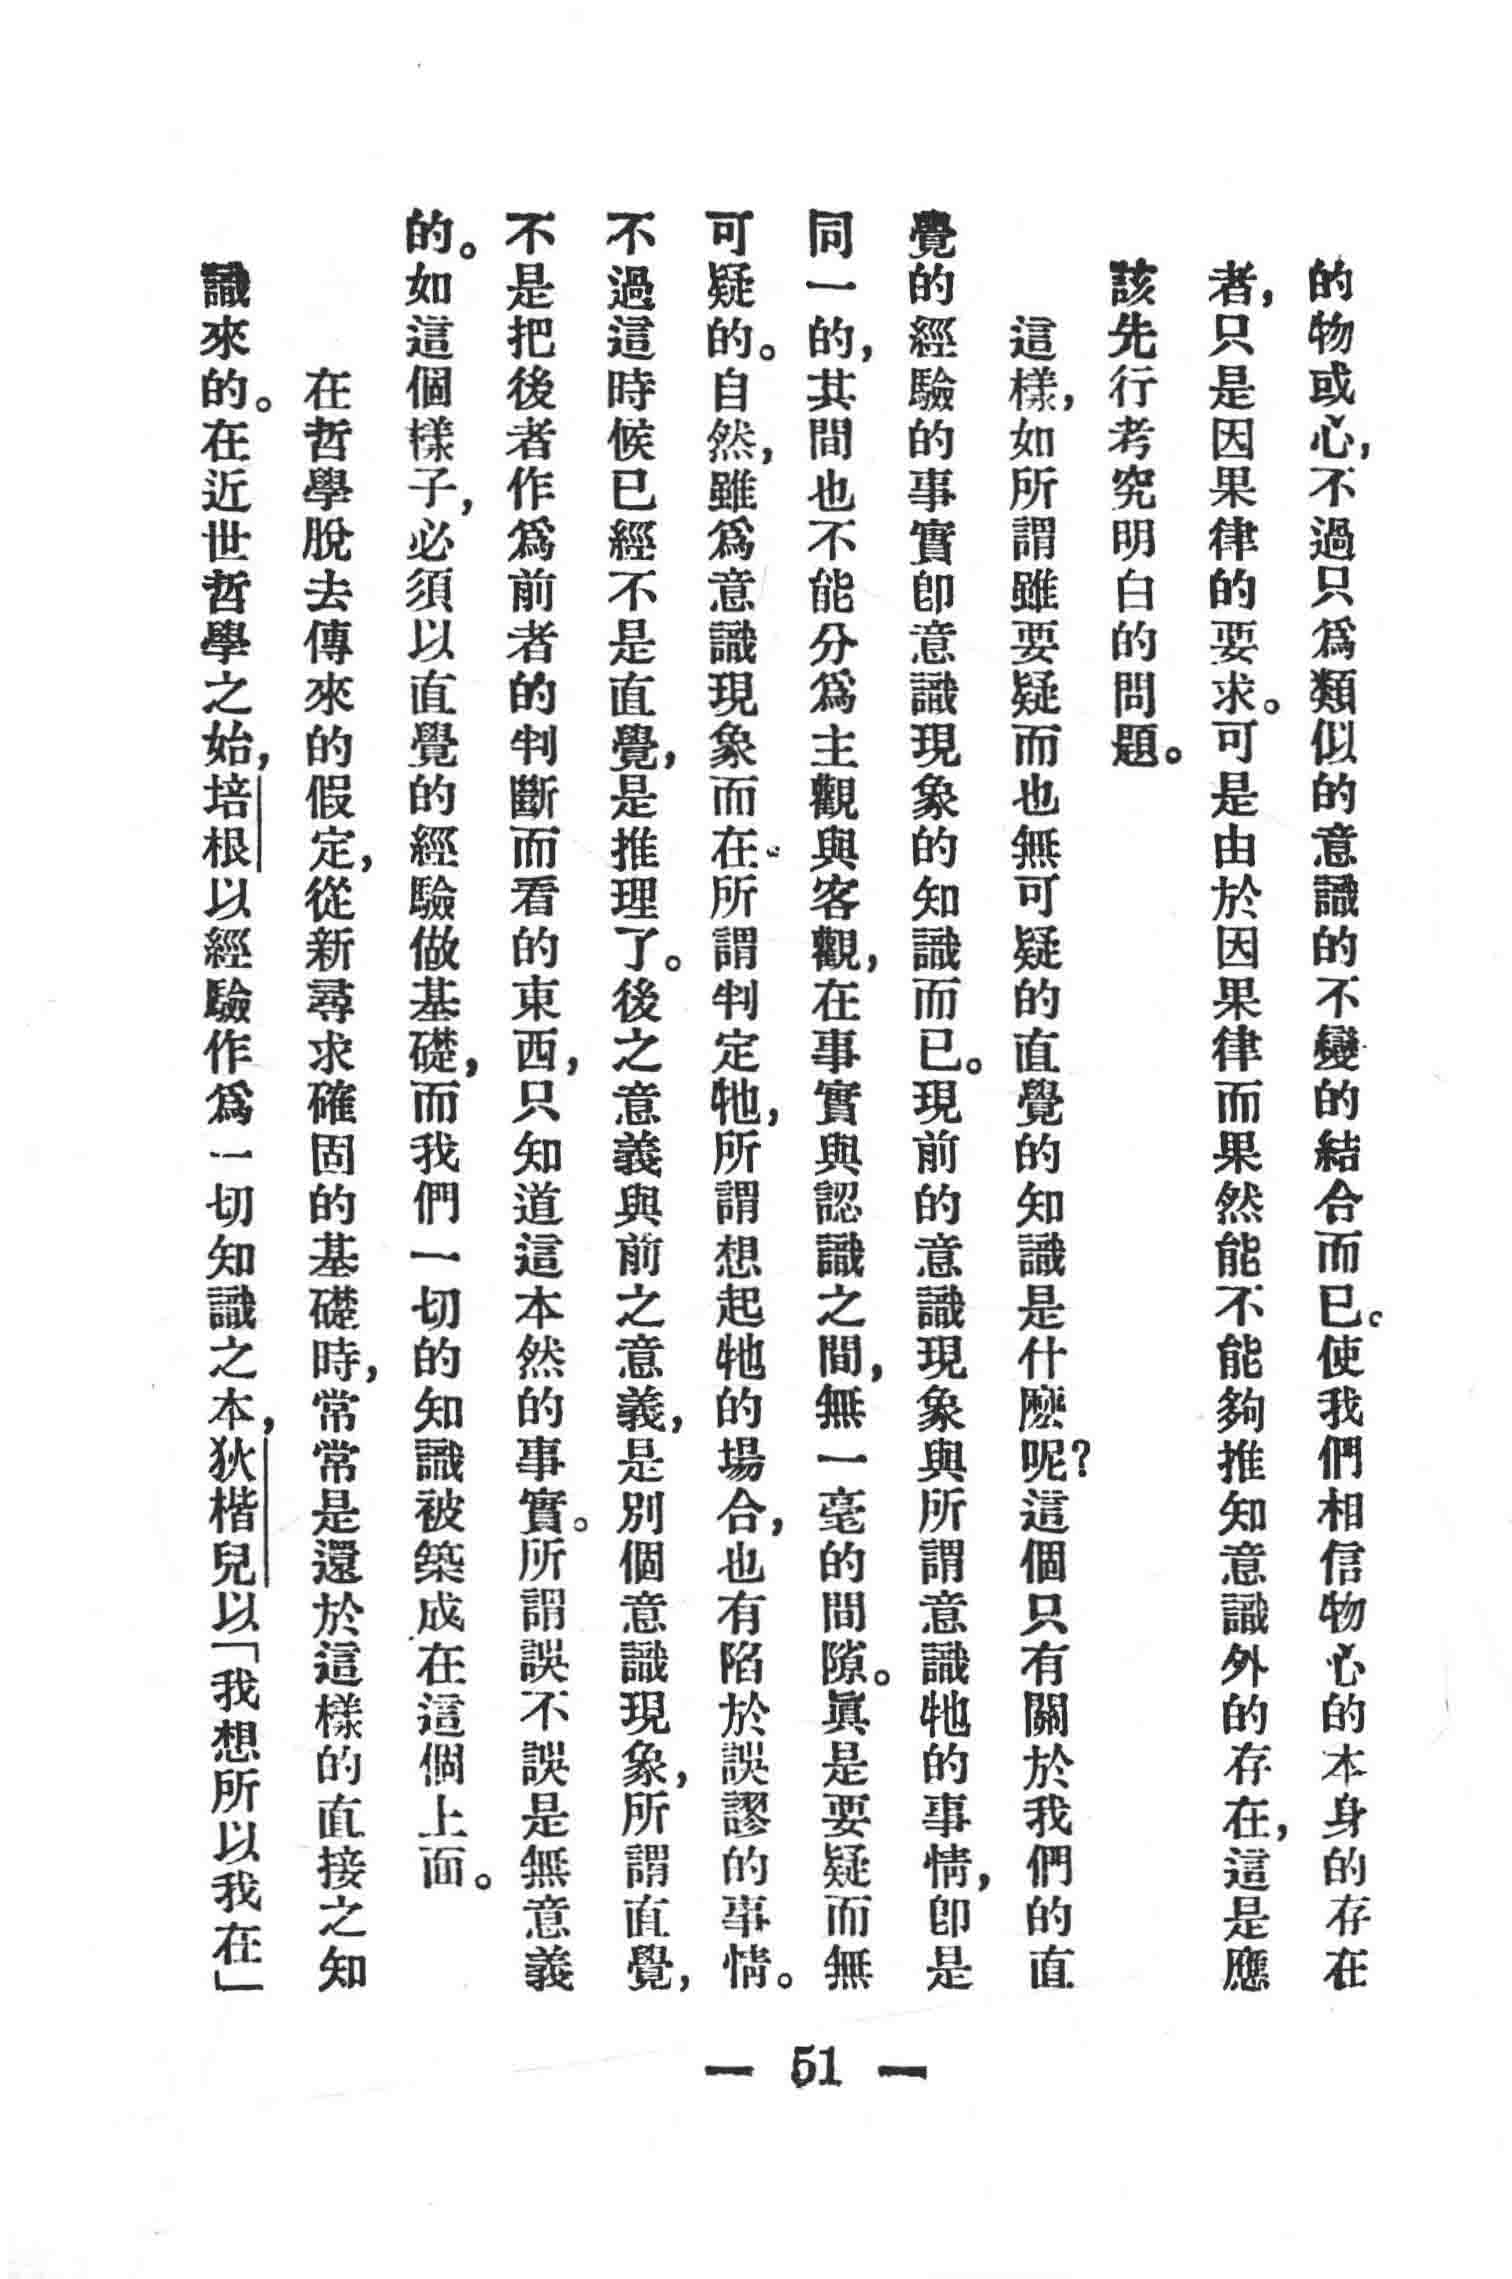 的物或心，不過只爲類似的意識的不變的結合而已。使我們相信物心的本身的存在
者，只是因果律的要求。可是由於因果律而果然能不能夠推知意識外的存在，這是應
該先行考究明白的問題。
這樣，如所謂雖要疑而也無可疑的直覺的知識是什麽呢？這個只有關於我們的直
覺的經驗的事實卽意識現象的知識而已。現前的意識現象與所謂意識牠的事情，卽是
同一的，其間也不能分爲主觀與客觀，在事實與認識之間，無一毫的間隙。眞是要疑而無
可疑的。自然，雖爲意識現象而在。所謂判定牠，所謂想起牠的場合，也有陷於誤謬的事情。
不過這時候已經不是直覺，是推理了。後之意義與前之意義，是別個意識現象，所謂直覺，
不是把後者作爲前者的判斷而看的東西，只知道這本然的事實。所謂誤不誤是無意義
的。如這個樣子，必須以直覺的經驗做基礎，而我們一切的知識被築成在這個上面。
在哲學脫去傳來的假定，從新尋求確固的基礎時，常常是還於這樣的直接之知
識來的。在近世哲學之始，培根以經驗作爲一切知識之本，狄楷兒以「我想所以我在」
— 51 —